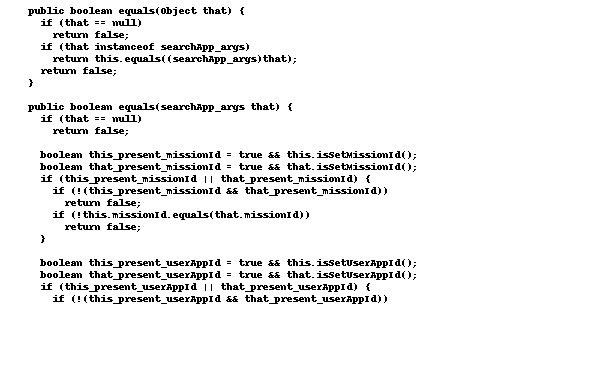 public boolean equals(Object that) {
  if (that == null)
    return false;
  if (that instanceof searchApp_args)
    return this.equals((searchApp_args)that);
  return false;
}

public boolean equals(searchApp_args that) {
  if (that == null)
    return false;

  boolean this_present_missionId = true && this.isSetMissionId();
  boolean that_present_missionId = true && that.isSetMissionId();
  if (this_present_missionId || that_present_missionId) {
    if (!(this_present_missionId && that_present_missionId))
      return false;
    if (!this.missionId.equals(that.missionId))
      return false;
  }

  boolean this_present_userAppId = true && this.isSetUserAppId();
  boolean that_present_userAppId = true && that.isSetUserAppId();
  if (this_present_userAppId || that_present_userAppId) {
    if (!(this_present_userAppId && that_present_userAppId))